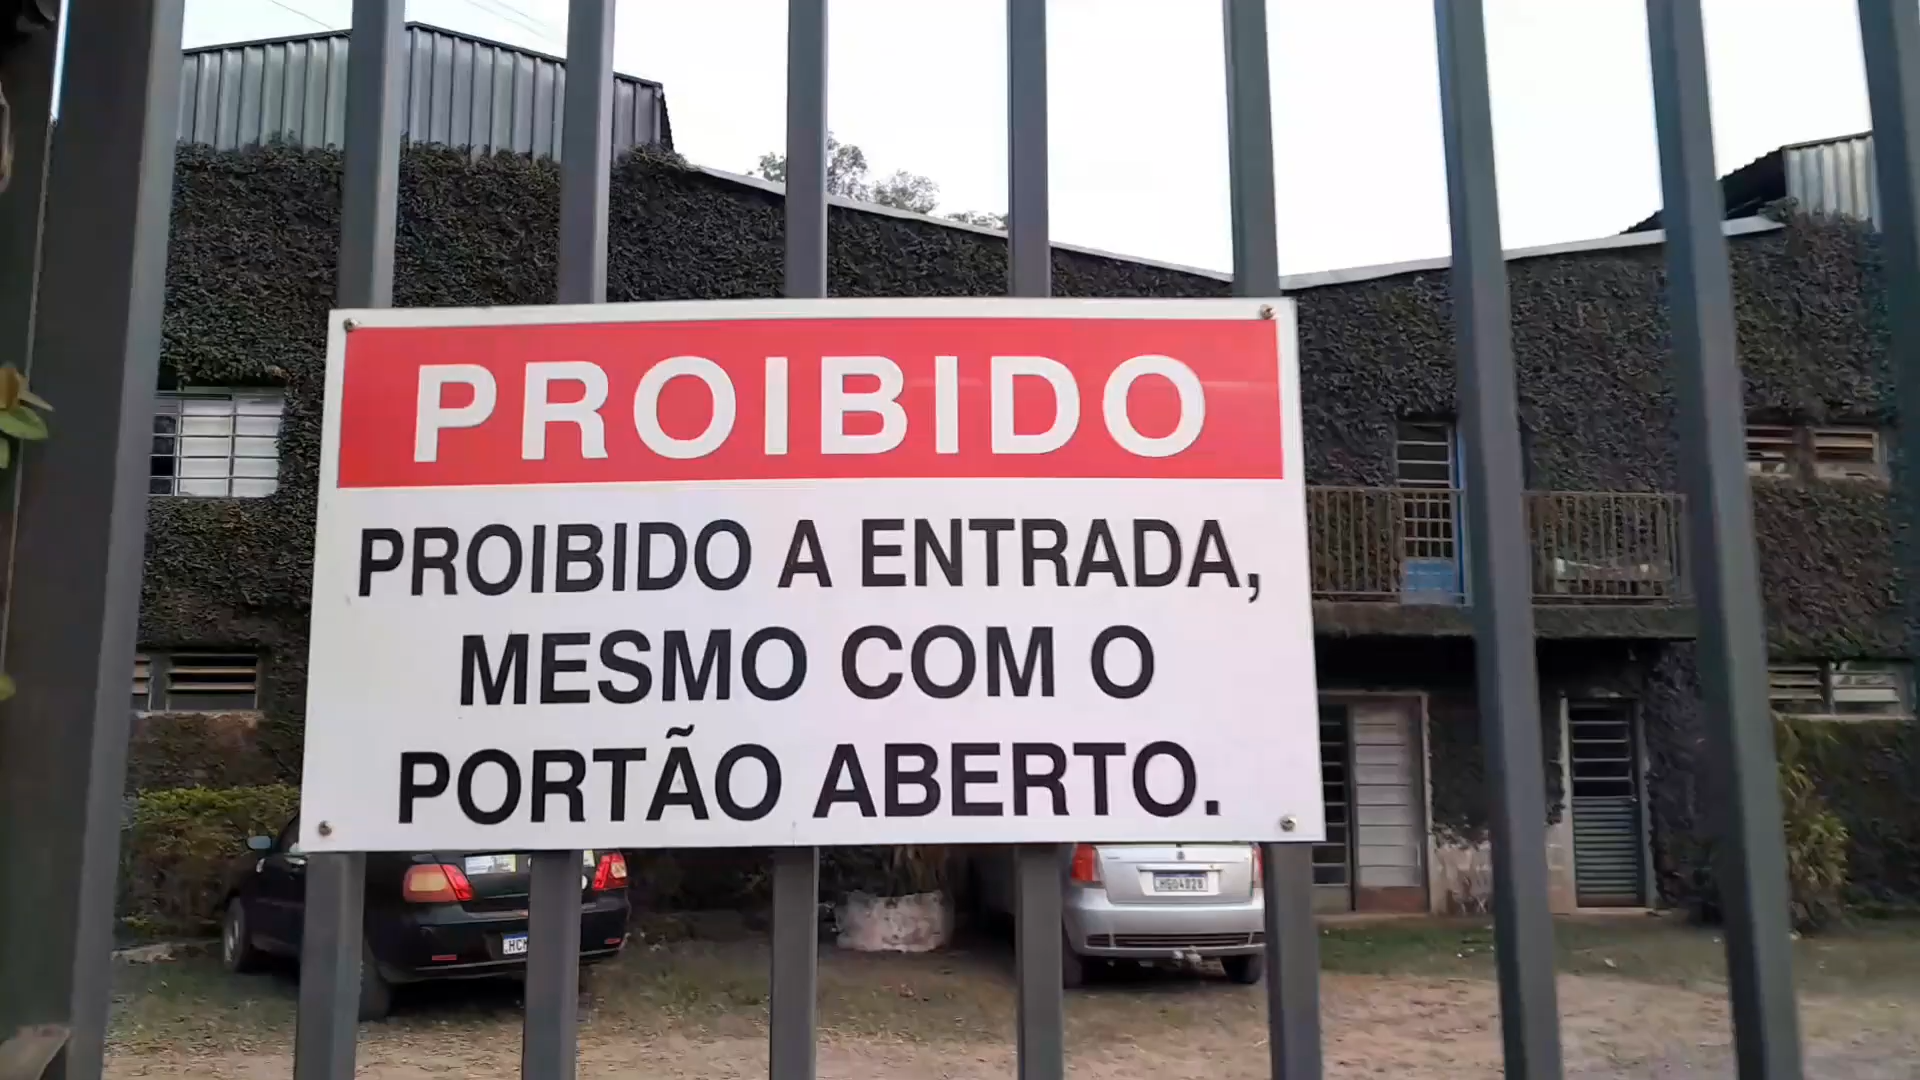 PROIBIDO
PROIBIDO A ENTRADA,
MESMO COM O
PORTÃO ABERTO.